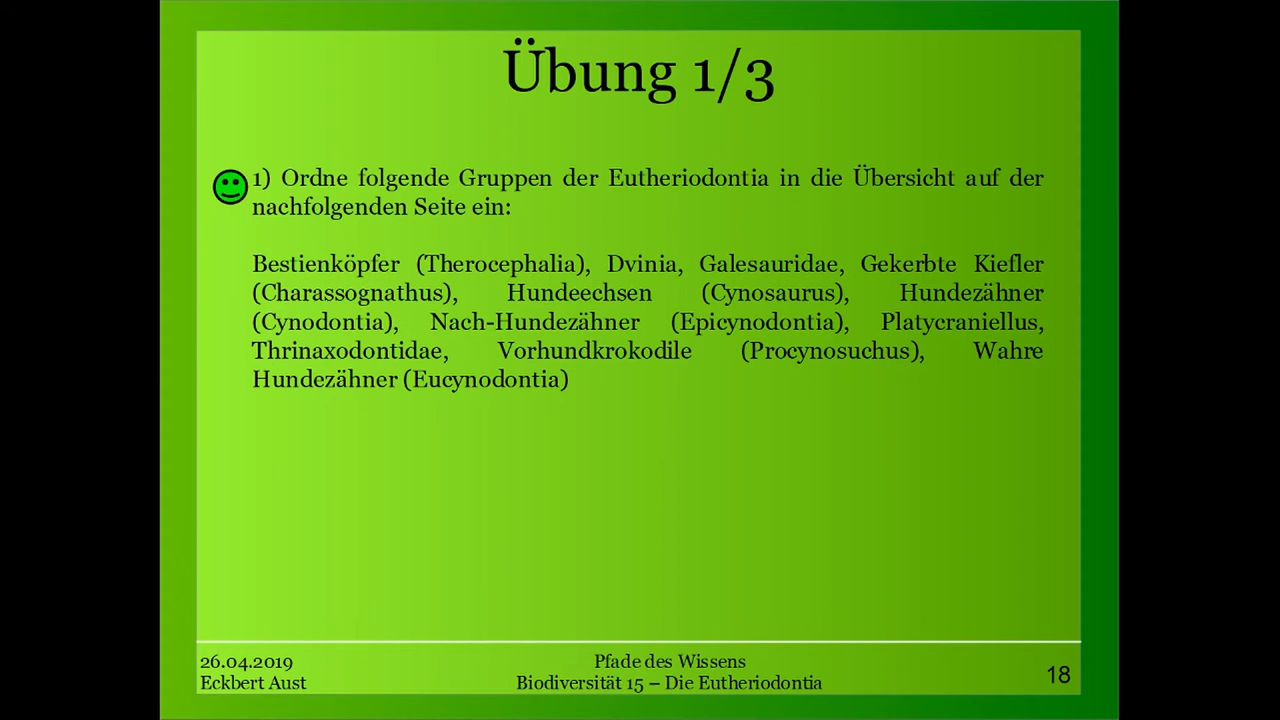 Übung 1/3
1) Ordne folgende Gruppen der Eutheriodontia in die Übersicht auf der
nachfolgenden Seite ein:
Bestienköpfer (Therocephalia), Dvinia, Galesauridae, Gekerbte Kiefler
(Charassognathus), Hundeechsen (Cynosaurus), Hundezähner
(Cynodontia), Nach-Hundezähner (Epicynodontia), Platycraniellus,
Thrinaxodontidae, Vorhundkrokodile (Procynosuchus), Wahre
Hundezähner (Eucynodontia)
26.04.2019
Eckbert Aust
Pfade des Wissens
Biodiversität 15 – Die Eutheriodontia
18